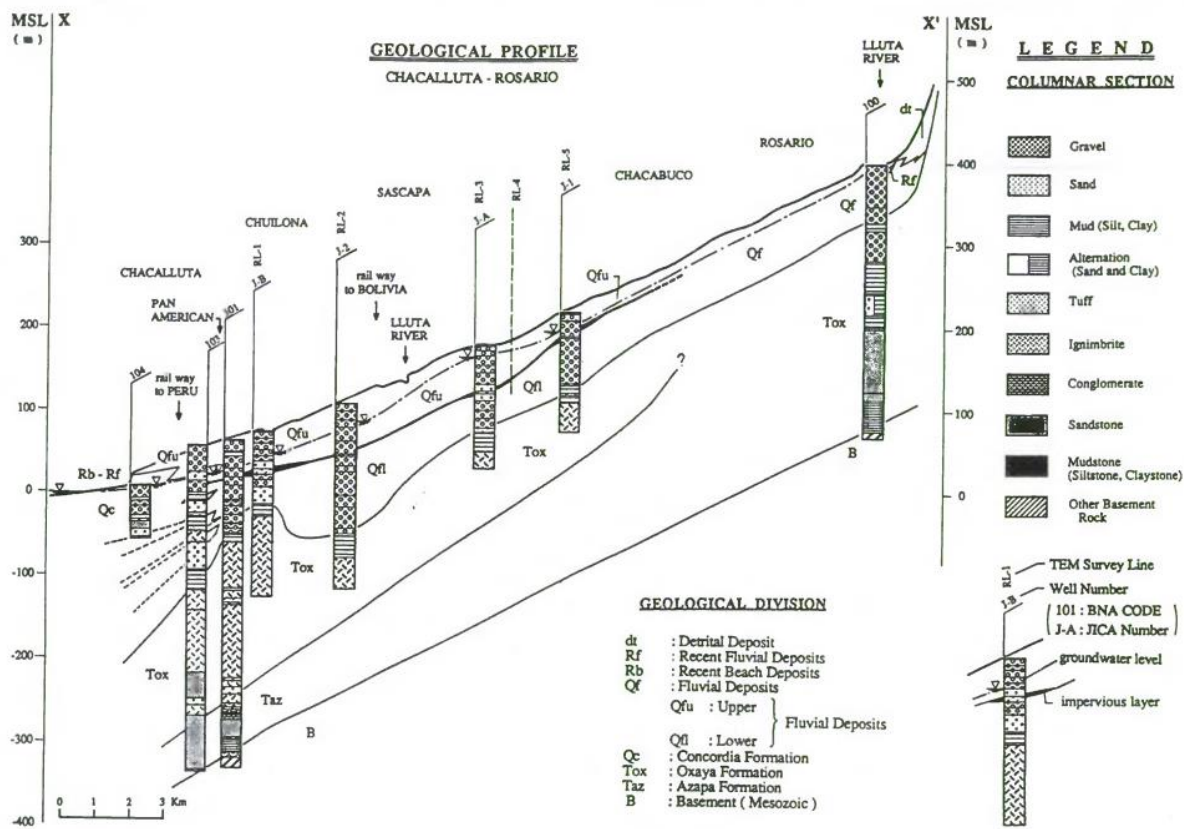 MSL X
( m )
GEOLOGICAL PROFILE
CHACALLUTA - ROSARIO
X' MSL
( m )
LLUTA
RIVER
dt
100
ROSARIO
Rf
CHACABUCO
RL-5
J-1
RL-4
RL-3
J-A
SASCAPA
RL-2
J-2
CHUILONA
RL-1
J-B
CHACALLUTA
PAN
AMERICAN
101
103
104
rail way
to PERU
rail way
to BOLIVIA
LLUTA
RIVER
300
200
100
0
-100
-200
-300
-400
500
400
300
200
100
0
Rb - Rf
Qc
Qfu
Qfu
Qfu
Qfu
Qfu
Qfl
Qfl
Qf
Qf
Tox
Tox
Tox
Tox
Taz
?
B
B
0 1 2 3 Km
GEOLOGICAL DIVISION
dt : Detrital Deposit
Rf : Recent Fluvial Deposits
Rb : Recent Beach Deposits
Qf : Fluvial Deposits
Qfu : Upper
Qfl : Lower
Fluvial Deposits
Qc : Concordia Formation
Tox : Oxaya Formation
Taz : Azapa Formation
B : Basement ( Mesozoic )
LEGEND
COLUMNAR SECTION
Gravel
Sand
Mud (Silt, Clay)
Alternation
(Sand and Clay)
Tuff
Ignimbrite
Conglomerate
Sandstone
Mudstone
(Siltstone, Claystone)
Other Basement
Rock
RL-1
J-B
TEM Survey Line
Well Number
( 101 : BNA CODE
J-A : JICA Number )
groundwater level
impervious layer